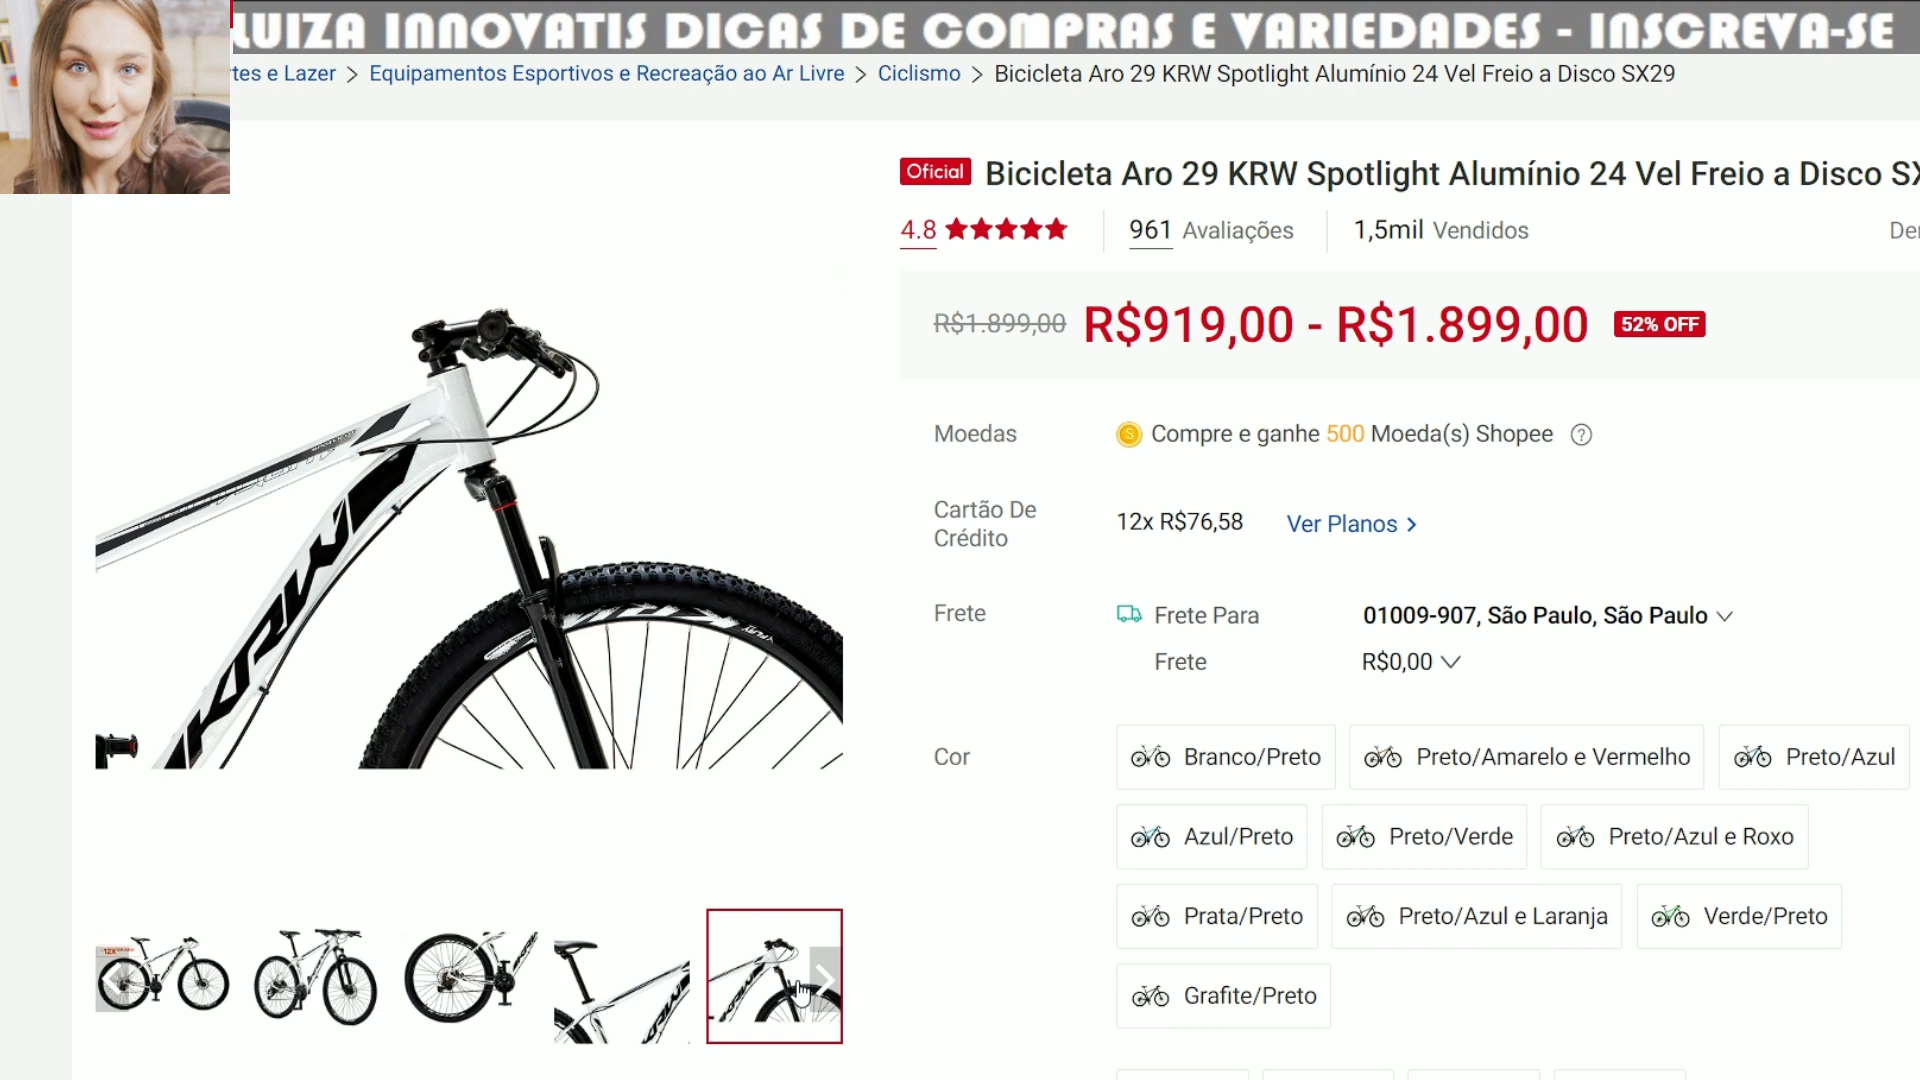 LUIZA INNOVATIS DICAS DE COMPRAS E VARIEDADES - INSCREVA-SE
rtes e Lazer > Equipamentos Esportivos e Recreação ao Ar Livre > Ciclismo > Bicicleta Aro 29 KRW Spotlight Alumínio 24 Vel Freio a Disco SX29
Oficial Bicicleta Aro 29 KRW Spotlight Alumínio 24 Vel Freio a Disco SX
4.8 961 Avaliações 1,5mil Vendidos Der
R$1.899,00 R$919,00 - R$1.899,00 52% OFF
Moedas Compre e ganhe 500 Moeda(s) Shopee ?
Cartão De
Crédito
12x R$76,58 Ver Planos >
Frete Frete Para 01009-907, São Paulo, São Paulo
Frete R$0,00
Cor Branco/Preto Preto/Amarelo e Vermelho Preto/Azul
Azul/Preto Preto/Verde Preto/Azul e Roxo
Prata/Preto Preto/Azul e Laranja Verde/Preto
Grafite/Preto
KRW